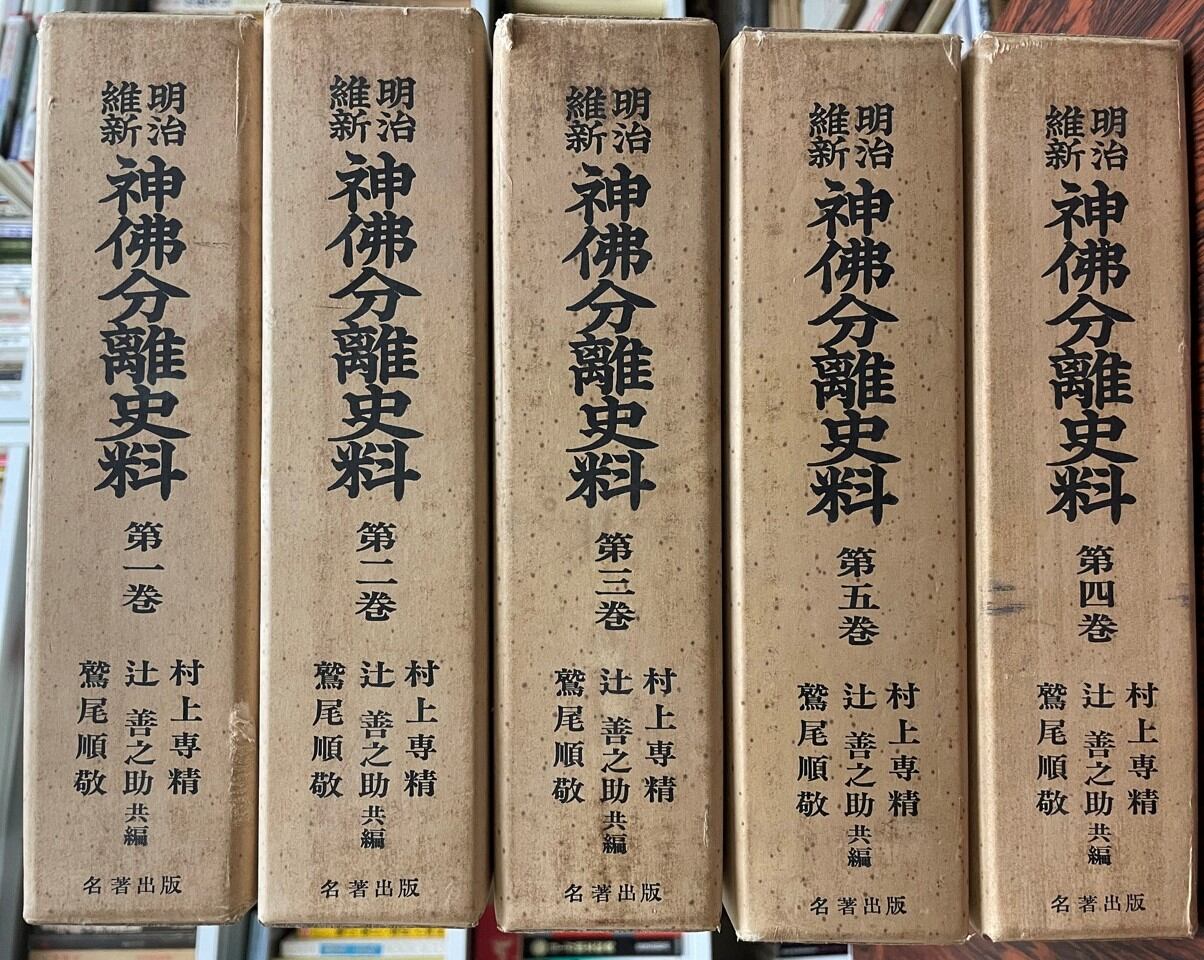 明治
維新
神佛分離史料
第一巻
村上専精
辻善之助
鷲尾順敬
共編
名著出版
明治
維新
神佛分離史料
第二巻
村上専精
辻善之助
鷲尾順敬
共編
名著出版
明治
維新
神佛分離史料
第三巻
村上専精
辻善之助
鷲尾順敬
共編
名著出版
明治
維新
神佛分離史料
第五巻
村上専精
辻善之助
鷲尾順敬
共編
名著出版
明治
維新
神佛分離史料
第四巻
村上専精
辻善之助
鷲尾順敬
共編
名著出版